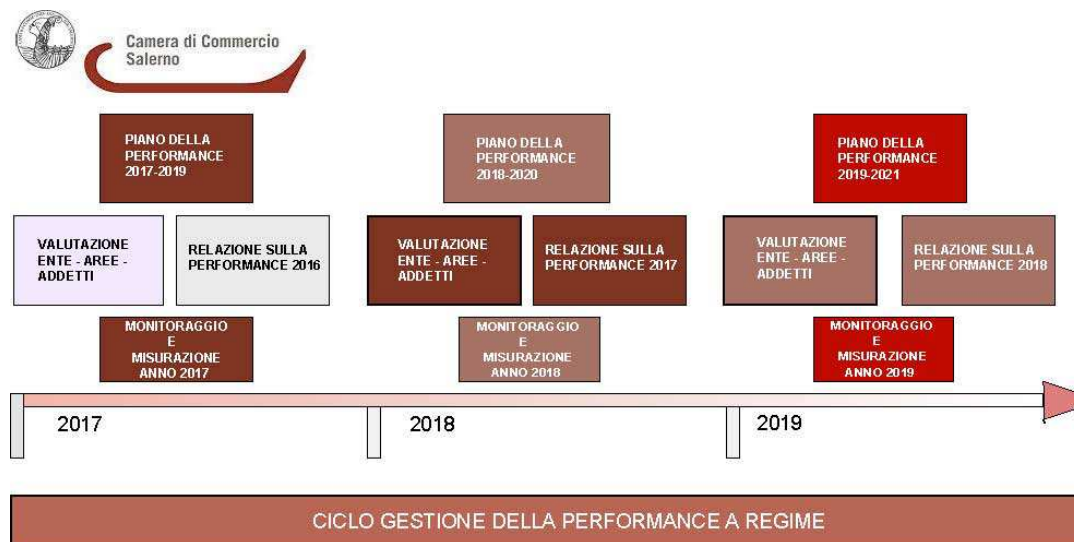 Camera di Commercio
Salerno
PIANO DELLA
PERFORMANCE
2017-2019
PIANO DELLA
PERFORMANCE
2018-2020
PIANO DELLA
PERFORMANCE
2019-2021
VALUTAZIONE
ENTE - AREE -
ADDETTI
RELAZIONE SULLA
PERFORMANCE 2016
VALUTAZIONE
ENTE - AREE -
ADDETTI
RELAZIONE SULLA
PERFORMANCE 2017
VALUTAZIONE
ENTE - AREE -
ADDETTI
RELAZIONE SULLA
PERFORMANCE 2018
MONITORAGGIO
E
MISURAZIONE
ANNO 2017
MONITORAGGIO
E
MISURAZIONE
ANNO 2018
MONITORAGGIO
E
MISURAZIONE
ANNO 2019
2017
2018
2019
CICLO GESTIONE DELLA PERFORMANCE A REGIME